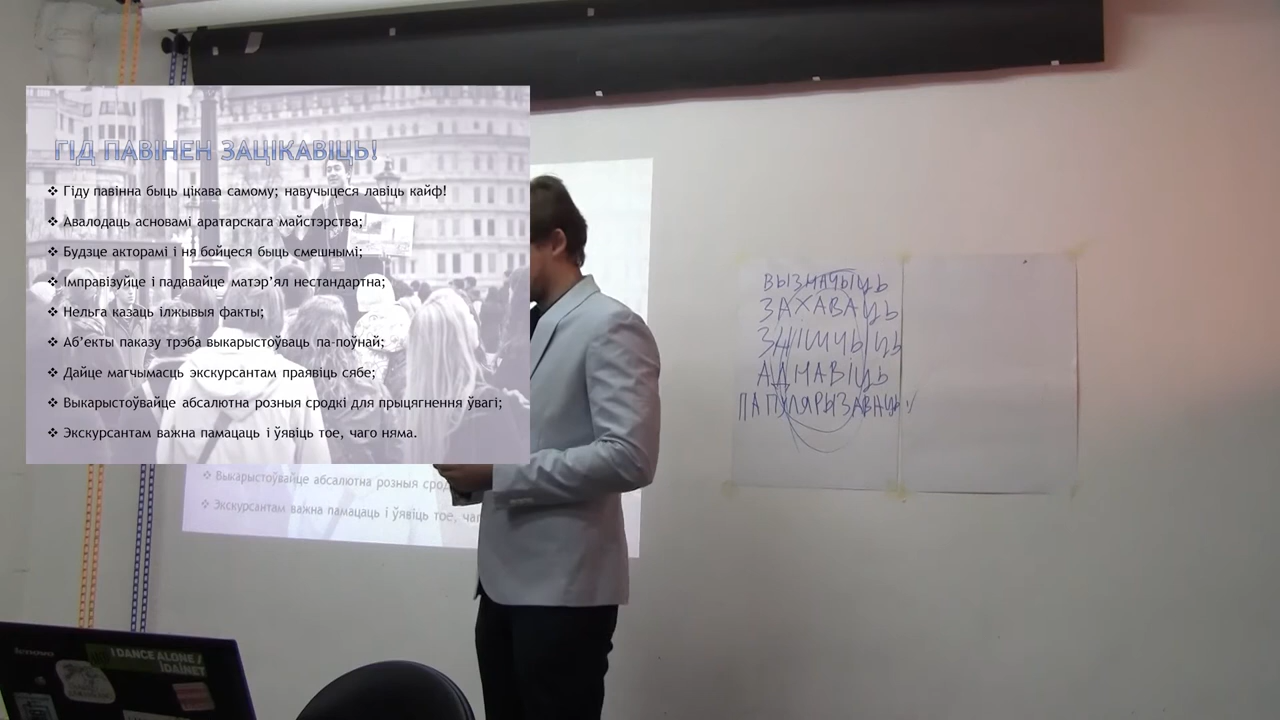 ГІД ПАВІНЕН ЗАЦІКАВІЦЬ!
❖ Гіду павінна быць цікава самому; навучыцеся лавіць кайф!
❖ Авалодаць асновамі аратарскага майстэрства;
❖ Будзце акторамі і ня бойцеся быць смешнымі;
❖ Імправізуйце і падавайце матэр'ял нестандартна;
❖ Нельга казаць ілжывыя факты;
❖ Аб'екты паказу трэба выкарыстоўваць па-поўнай;
❖ Дайце магчымасць экскурсантам праявіць сябе;
❖ Выкарыстоўвайце абсалютна розныя сродкі для прыцягнення ўвагі;
❖ Экскурсантам важна памацаць і ўявіць тое, чаго няма.
❖ Выкарыстоўвайце абсалютна розныя срод
❖ Экскурсантам важна памацаць і ўявіць тое, чаг
ВЫЗНАЧЫЦЬ
ЗАХАВАЦЬ
ЗНІШЧЫЦЬ
АДНАВІЦЬ
ПАПУЛЯРЫЗАВАЦЬ
lenovo
I DANCE ALONE /
IDAINET